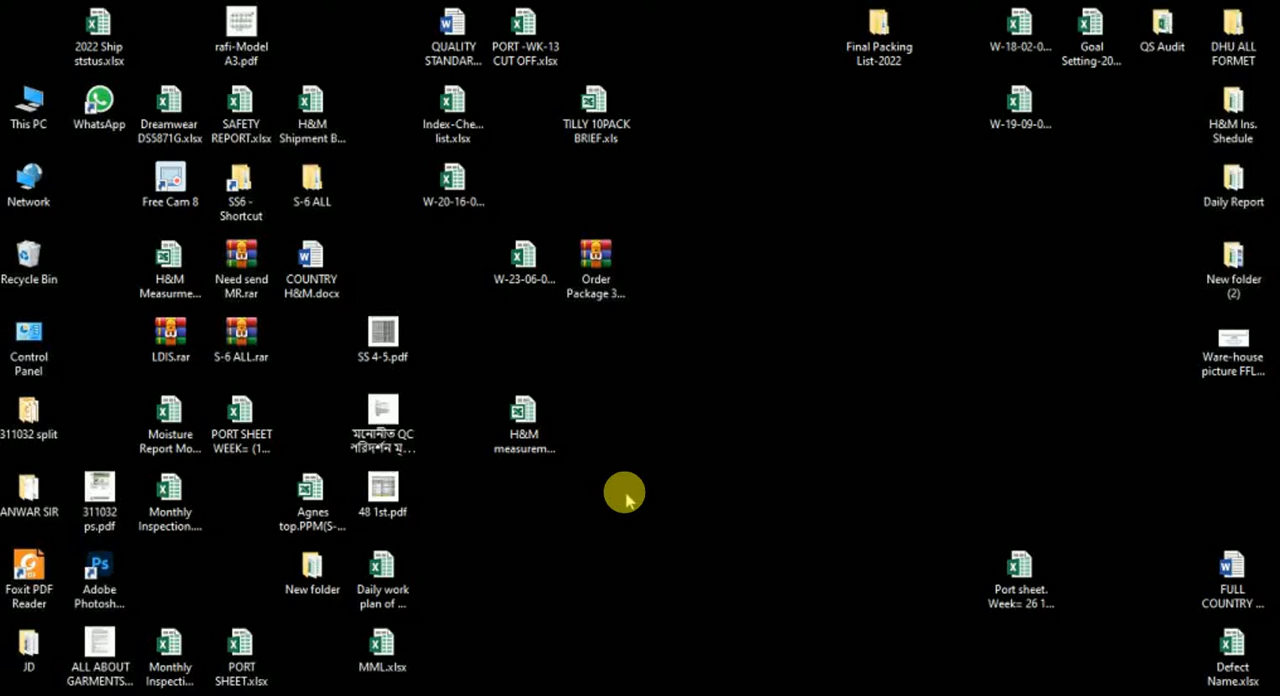 2022 Ship
ststus.xlsx
rafi-Model
A3.pdf
QUALITY
STANDAR...
PORT -WK-13
CUT OFF.xlsx
Final Packing
List-2022
W-18-02-0...
Goal
Setting-20...
QS Audit
DHU ALL
FORMET
This PC
WhatsApp
Dreamwear
DS5871G.xlsx
SAFETY
REPORT.xlsx
H&M
Shipment B...
Index-Che...
list.xlsx
TILLY 10PACK
BRIEF.xls
W-19-09-0...
H&M Ins.
Shedule
Network
Free Cam 8
SS6 -
Shortcut
S-6 ALL
W-20-16-0...
Daily Report
Recycle Bin
H&M
Measurme...
Need send
MR.rar
COUNTRY
H&M.docx
W-23-06-0...
Order
Package 3...
New folder
(2)
Control
Panel
LDIS.rar
S-6 ALL.rar
SS 4-5.pdf
Ware-house
picture FFL...
311032 split
Moisture
Report Mo...
PORT SHEET
WEEK= (1...
মনোনীত QC
পরিদর্শন মূ...
H&M
measurem...
ANWAR SIR
311032
ps.pdf
Monthly
Inspection....
Agnes
top.PPM(S-...
48 1st.pdf
Foxit PDF
Reader
Ps
Adobe
Photosh...
New folder
Daily work
plan of ...
Port sheet.
Week= 26 1...
FULL
COUNTRY ...
JD
ALL ABOUT
GARMENTS...
Monthly
Inspecti...
PORT
SHEET.xlsx
MML.xlsx
Defect
Name.xlsx